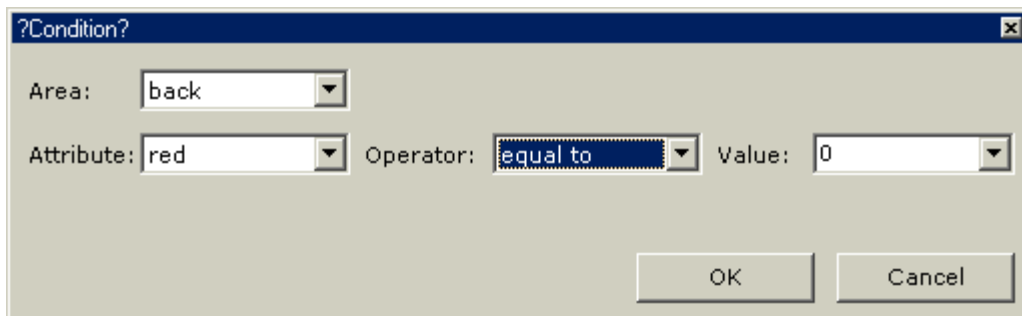 ?Condition?
Area: back
Attribute: red Operator: equal to Value: 0
OK Cancel